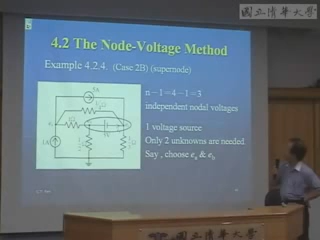 國立清華大學
4.2 The Node-Voltage Method
Example 4.2.4. (Case 2B) (supernode)
n − 1 = 4 − 1 = 3
independent nodal voltages
1 voltage source
Only 2 unknowns are needed
Say , choose eₐ & e_b
國立清華大學